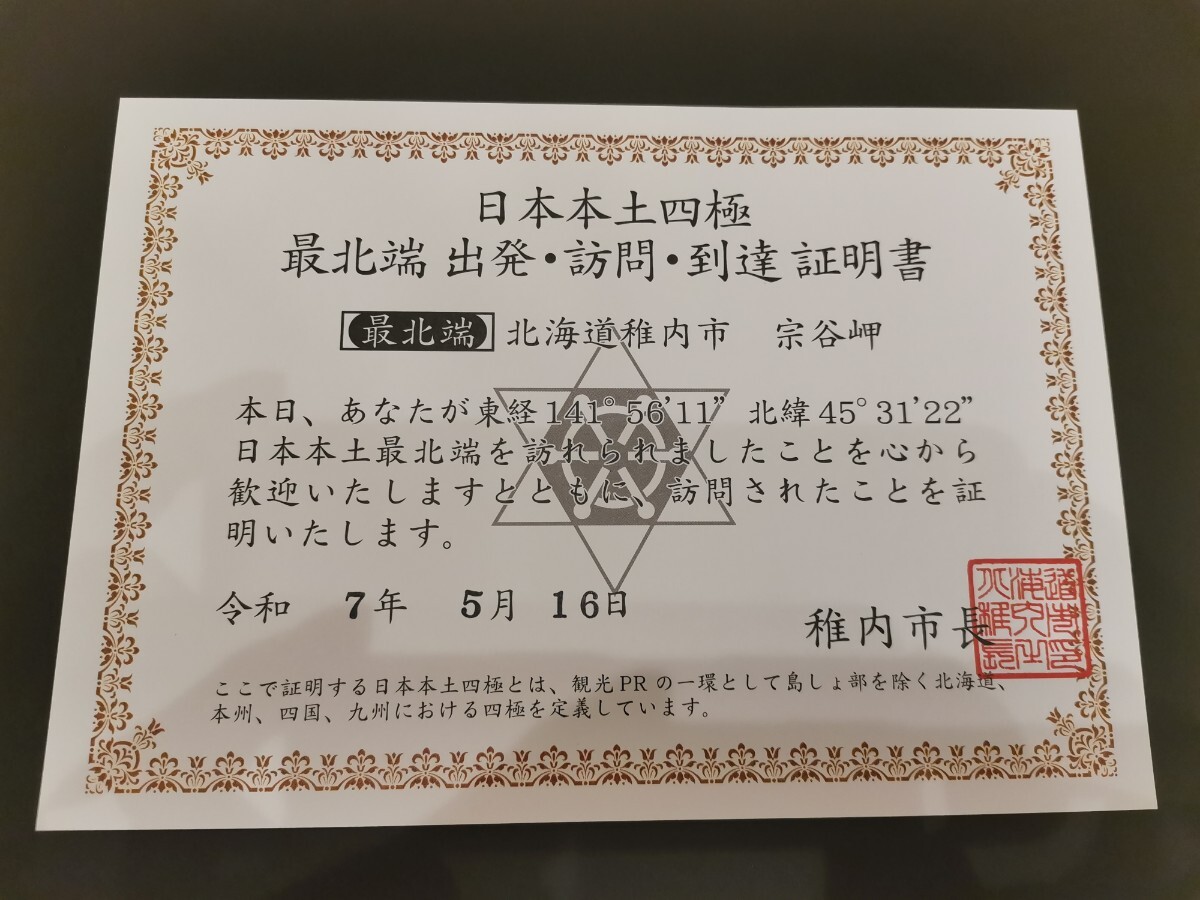 日本本土四極
最北端 出発・訪問・到達 証明書
最北端 北海道稚内市 宗谷岬
本日、あなたが東経141°56’11” 北緯45°31’22”
日本本土最北端を訪れられましたことを心から
歓迎いたしますとともに、訪問されたことを証
明いたします。
令和 7年 5月 16日
稚内市長
ここで証明する日本本土四極とは、観光PRの一環として島しょ部を除く北海道、
本州、四国、九州における四極を定義しています。